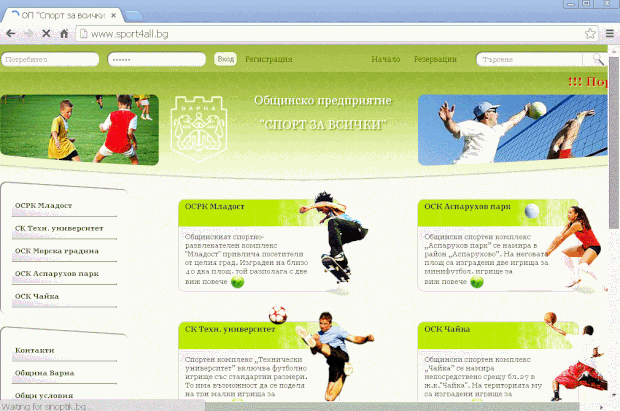 ОП "Спорт за всички
www.sport4all.bg
Потребител
Вход
Регистрация
Начало
Резервации
Търсене
!!! Пор
ВАРНА
Общинско предприятие
"СПОРТ ЗА ВСИЧКИ"
ОСРК Младост
СК Техн. университет
ОСК Морска градина
ОСК Аспарухов парк
ОСК Чайка
Контакти
Община Варна
Общи условия
ОСРК Младост
Общинският спортно-
развлекателен комплекс
"Младост" привлича посетители
от целия град. Изграден на близо
40 дка площ, той разполага с две
виж повече
ОСК Аспарухов парк
Общински спортен комплекс
„Аспарухов парк" се намира в
район „Аспарухово". На неговата
площ са изградени две игрища за
минифутбол, игрище за
виж повече
СК Техн. университет
Спортен комплекс „Технически
университет" включва футболно
игрище със стандартни размери.
То има възможност да се поделя
на три малки игрища за
ОСК Чайка
Общински спортен комплекс
„Чайка" се намира
непосредствено срещу бл.27 в
ж.к."Чайка". На територията му
са изградени игрище за
Waiting for sinoptik.bg